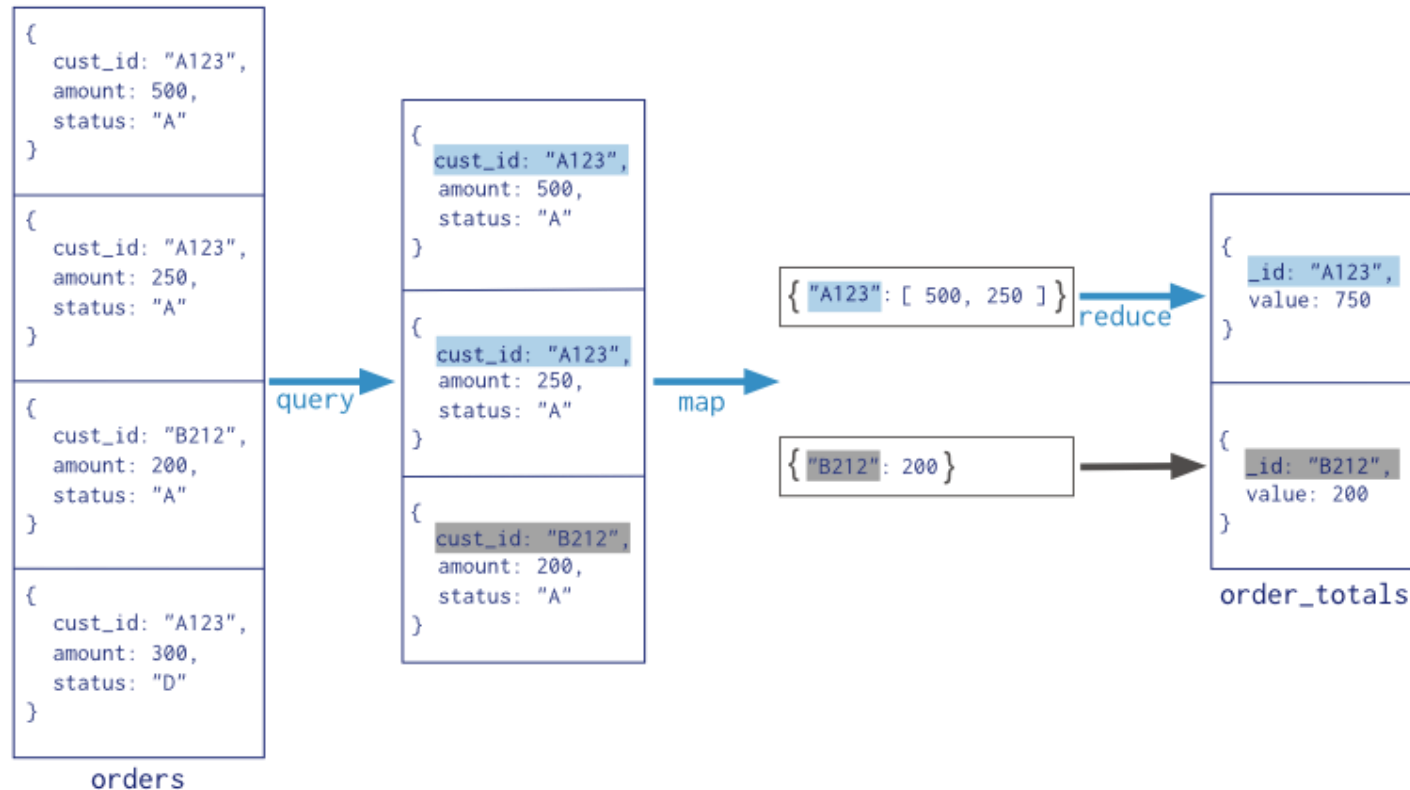 {
cust_id: "A123",
amount: 500,
status: "A"
}
{
cust_id: "A123",
amount: 250,
status: "A"
}
{
cust_id: "B212",
amount: 200,
status: "A"
}
{
cust_id: "A123",
amount: 300,
status: "D"
}
orders
query
{
cust_id: "A123",
amount: 500,
status: "A"
}
{
cust_id: "A123",
amount: 250,
status: "A"
}
{
cust_id: "B212",
amount: 200,
status: "A"
}
map
{ "A123": [ 500, 250 ] }
{ "B212": 200 }
reduce
{
_id: "A123",
value: 750
}
{
_id: "B212",
value: 200
}
order_totals